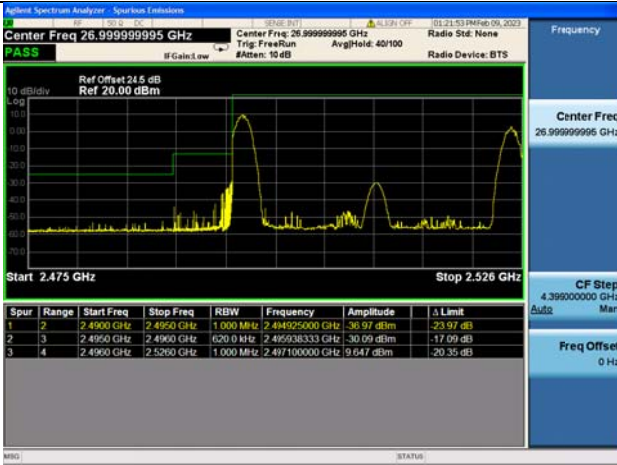 Agilent Spectrum Analyzer - Spurious Emissions
RF 50 Ω DC SENSE:INT ALIGN OFF 01:21:53 PM Feb 09, 2023
Center Freq 26.999999995 GHz
Center Freq: 26.999999995 GHz
Radio Std: None
Trig: FreeRun Avg|Hold: 40/100
PASS
IFGain:Low #Atten: 10 dB Radio Device: BTS
Frequency
Ref Offset 24.5 dB
10 dB/div Ref 20.00 dBm
Log
10.0
0.00
20.0
30.0
40.0
60.0
70.0
Start 2.475 GHz Stop 2.526 GHz
Center Freq
26.999999995 GHz
CF Step
4.399000000 GHz
Auto Man
Freq Offset
0 Hz
Spur Range Start Freq Stop Freq RBW Frequency Amplitude Δ Limit
1 2 2.4900 GHz 2.4950 GHz 1.000 MHz 2.494925000 GHz -36.97 dBm -23.97 dB
2 3 2.4950 GHz 2.4960 GHz 620.0 kHz 2.495938333 GHz -30.09 dBm -17.09 dB
3 4 2.4960 GHz 2.5260 GHz 1.000 MHz 2.497100000 GHz 9.647 dBm -20.35 dB
MSG STATUS